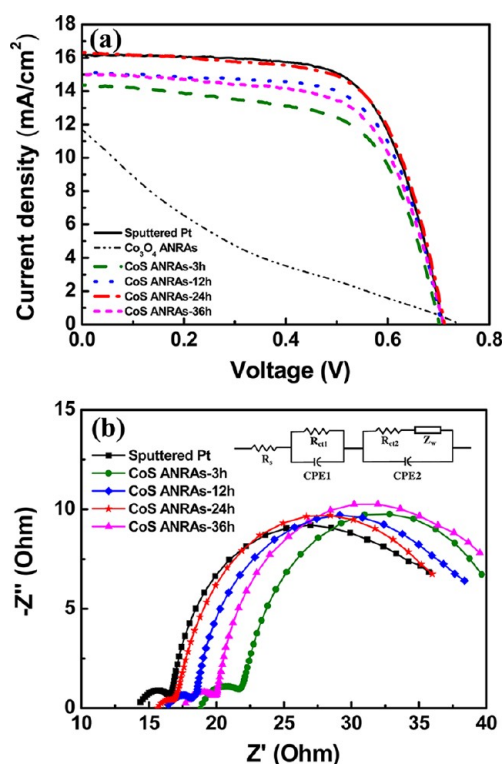 (a)
Current density (mA/cm²)
18
16
14
12
10
8
6
4
2
0
Sputtered Pt
Co₃O₄ ANRAs
CoS ANRAs-3h
CoS ANRAs-12h
CoS ANRAs-24h
CoS ANRAs-36h
0.0 0.2 0.4 0.6 0.8
Voltage (V)
(b)
-Z'' (Ohm)
15
10
5
0
Sputtered Pt
CoS ANRAs-3h
CoS ANRAs-12h
CoS ANRAs-24h
CoS ANRAs-36h
Rs Rct1 CPE1 Rct2 Zw CPE2
10 15 20 25 30 35 40
Z' (Ohm)